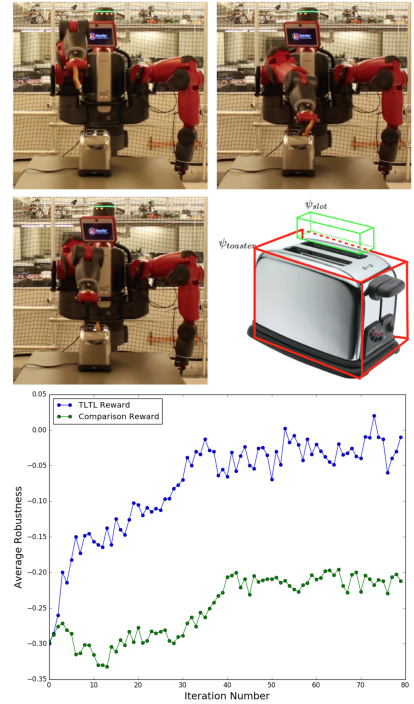 ψslot
ψtoaster
TLTL Reward
Comparison Reward
Average Robustness
0.05
0.00
−0.05
−0.10
−0.15
−0.20
−0.25
−0.30
−0.35
0 10 20 30 40 50 60 70 80
Iteration Number